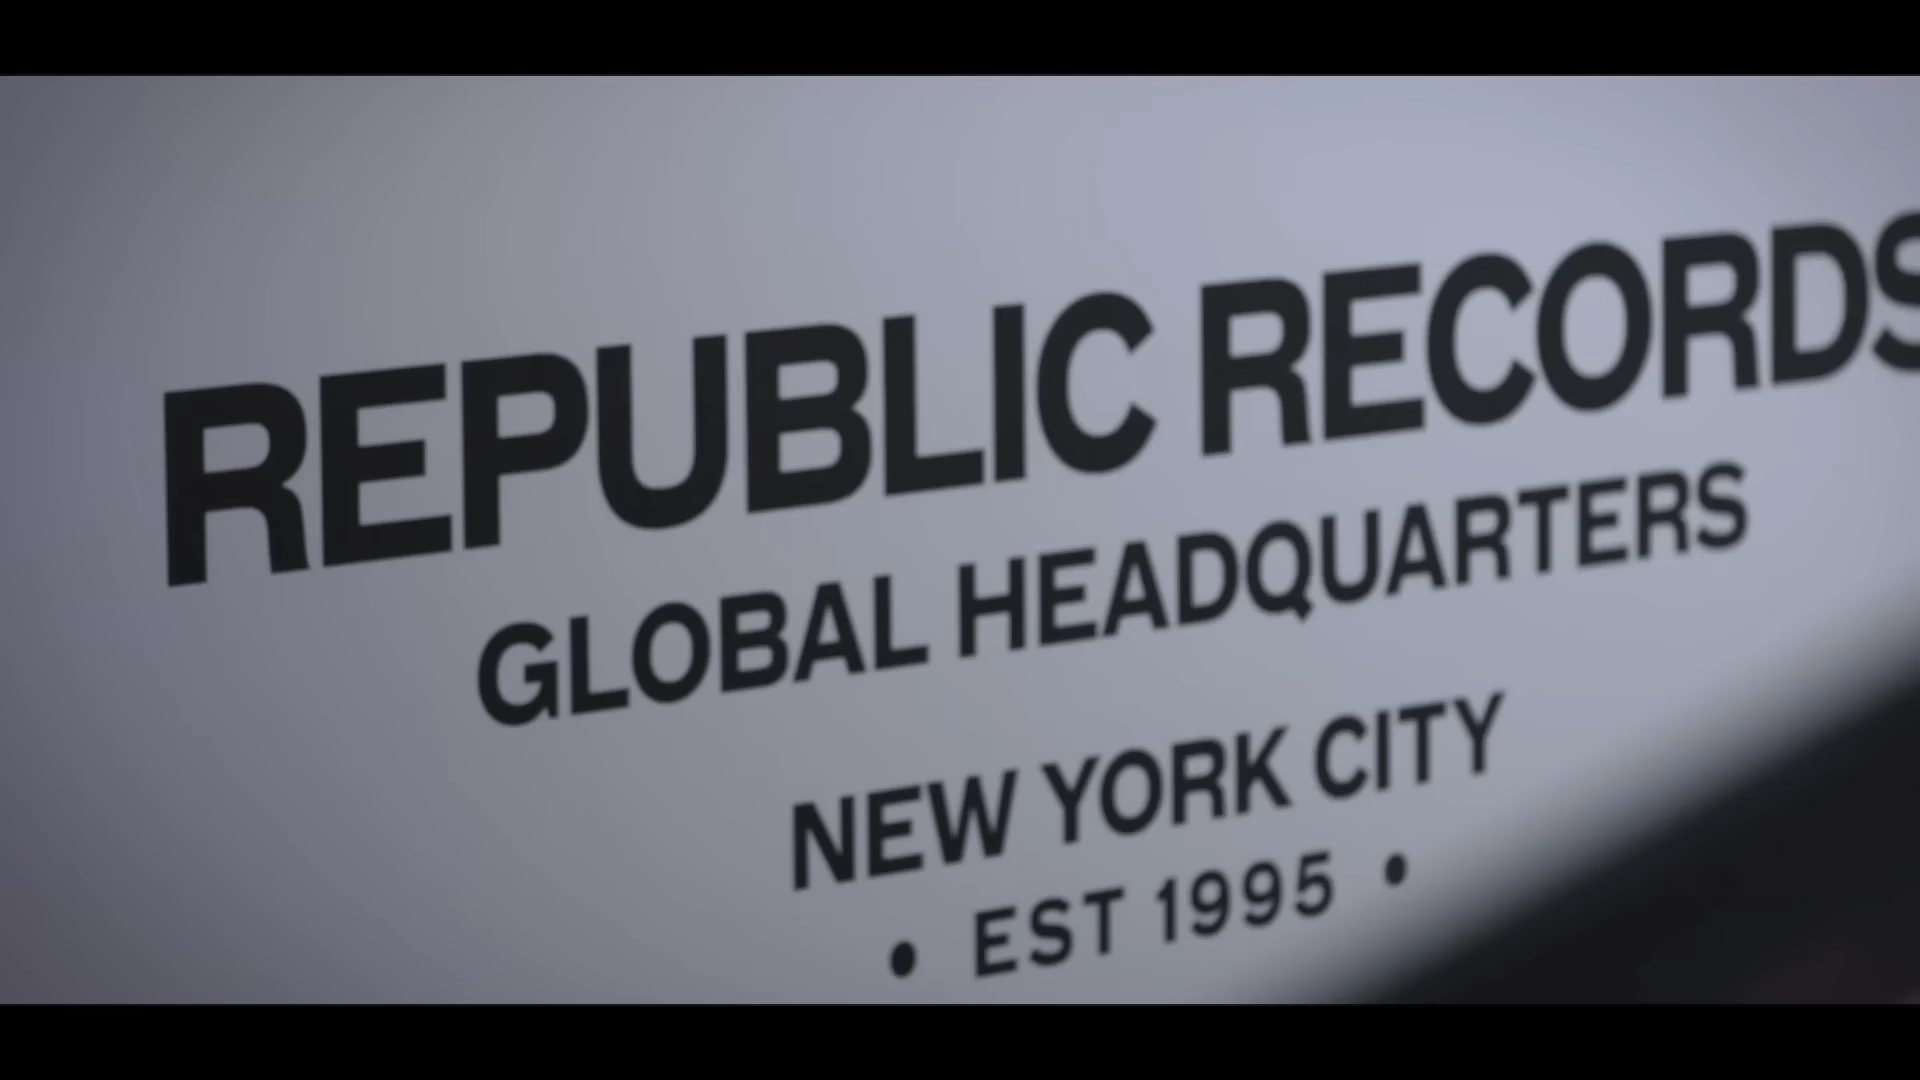 REPUBLIC RECORDS
GLOBAL HEADQUARTERS
NEW YORK CITY
• EST 1995 •